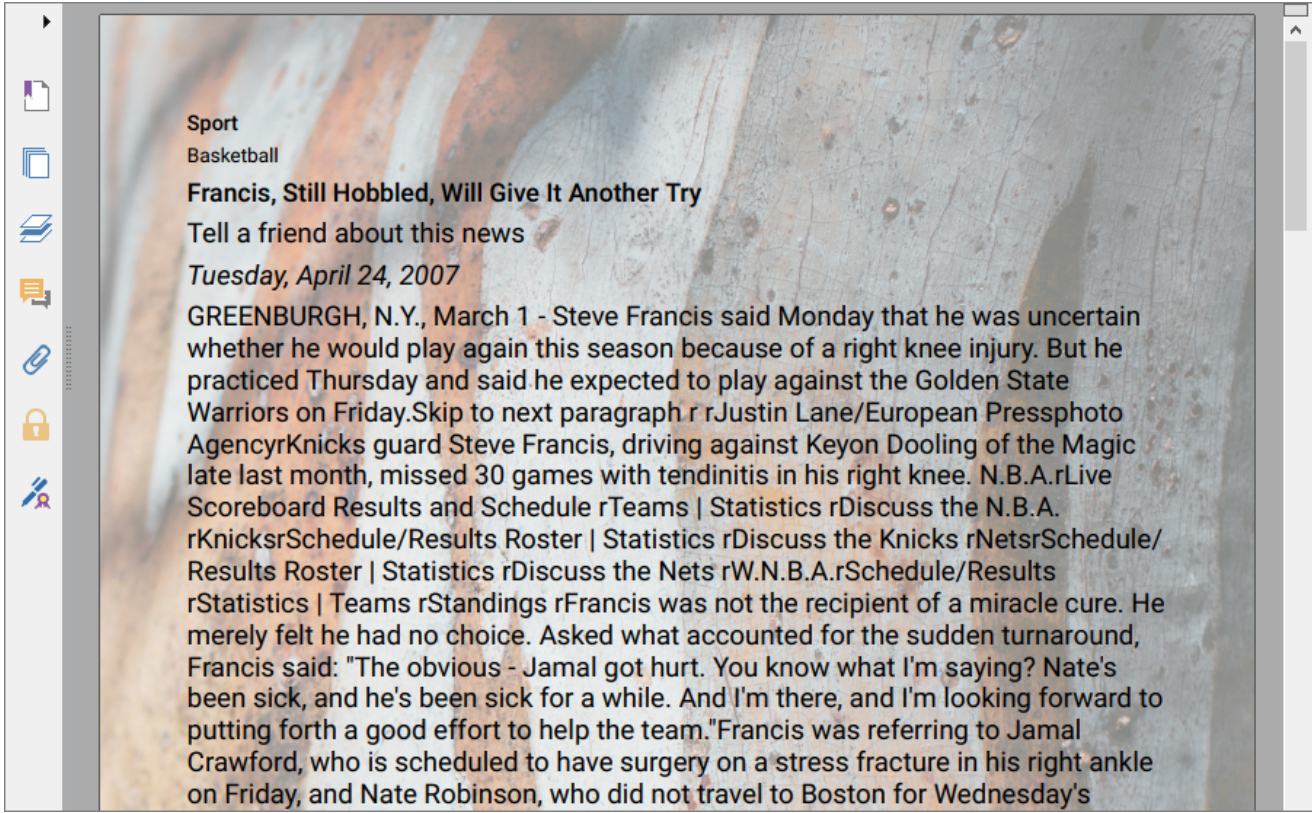 Sport
Basketball
Francis, Still Hobbled, Will Give It Another Try
Tell a friend about this news
Tuesday, April 24, 2007
GREENBURGH, N.Y., March 1 - Steve Francis said Monday that he was uncertain
whether he would play again this season because of a right knee injury. But he
practiced Thursday and said he expected to play against the Golden State
Warriors on Friday.Skip to next paragraph r rJustin Lane/European Pressphoto
AgencyrKnicks guard Steve Francis, driving against Keyon Dooling of the Magic
late last month, missed 30 games with tendinitis in his right knee. N.B.A.rLive
Scoreboard Results and Schedule rTeams | Statistics rDiscuss the N.B.A.
rKnicksrSchedule/Results Roster | Statistics rDiscuss the Knicks rNetsrSchedule/
Results Roster | Statistics rDiscuss the Nets rW.N.B.A.rSchedule/Results
rStatistics | Teams rStandings rFrancis was not the recipient of a miracle cure. He
merely felt he had no choice. Asked what accounted for the sudden turnaround,
Francis said: "The obvious - Jamal got hurt. You know what I'm saying? Nate's
been sick, and he's been sick for a while. And I'm there, and I'm looking forward to
putting forth a good effort to help the team."Francis was referring to Jamal
Crawford, who is scheduled to have surgery on a stress fracture in his right ankle
on Friday, and Nate Robinson, who did not travel to Boston for Wednesday's